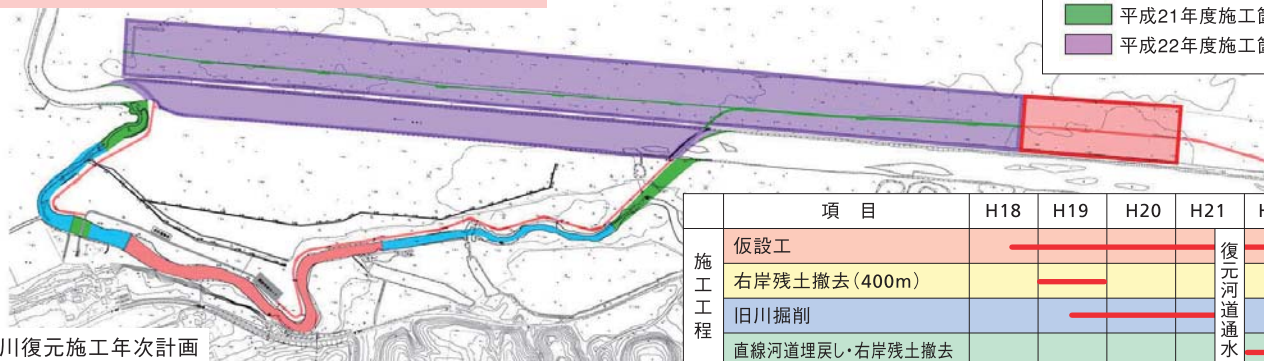 平成21年度施工箇
平成22年度施工箇
項 目 H18 H19 H20 H21 H
施工工程
仮設工
右岸残土撤去(400m)
旧川掘削
直線河道埋戻し・右岸残土撤去
復元河道通水
川復元施工年次計画